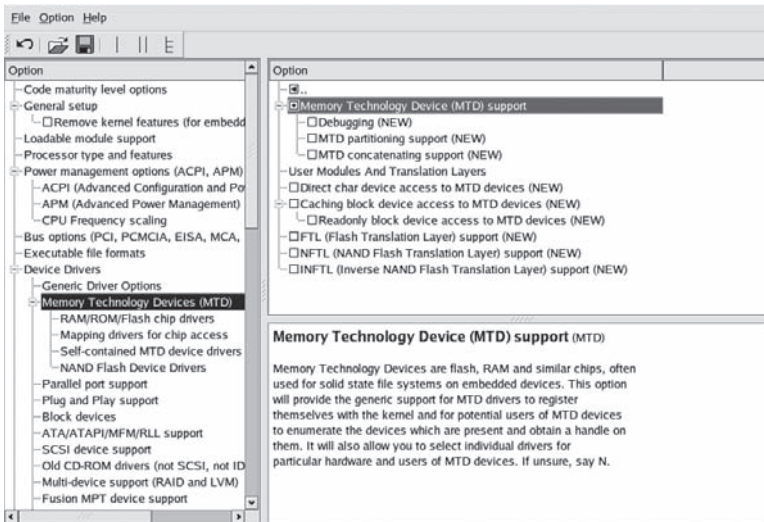 File Option Help
Option
Code maturity level options
General setup
Remove kernel features (for embedd
Loadable module support
Processor type and features
Power management options (ACPI, APM)
ACPI (Advanced Configuration and Po
APM (Advanced Power Management)
CPU Frequency scaling
Bus options (PCI, PCMCIA, EISA, MCA,
Executable file formats
Device Drivers
Generic Driver Options
Memory Technology Devices (MTD)
RAM/ROM/Flash chip drivers
Mapping drivers for chip access
Self-contained MTD device drivers
NAND Flash Device Drivers
Parallel port support
Plug and Play support
Block devices
ATA/ATAPI/MFM/RLL support
SCSI device support
Old CD-ROM drivers (not SCSI, not ID
Multi-device support (RAID and LVM)
Fusion MPT device support
Option
..
Memory Technology Device (MTD) support
Debugging (NEW)
MTD partitioning support (NEW)
MTD concatenating support (NEW)
User Modules And Translation Layers
Direct char device access to MTD devices (NEW)
Caching block device access to MTD devices (NEW)
Readonly block device access to MTD devices (NEW)
FTL (Flash Translation Layer) support (NEW)
NFTL (NAND Flash Translation Layer) support (NEW)
INFTL (Inverse NAND Flash Translation Layer) support (NEW)
Memory Technology Device (MTD) support (MTD)
Memory Technology Devices are flash, RAM and similar chips, often
used for solid state file systems on embedded devices. This option
will provide the generic support for MTD drivers to register
themselves with the kernel and for potential users of MTD devices
to enumerate the devices which are present and obtain a handle on
them. It will also allow you to select individual drivers for
particular hardware and users of MTD devices. If unsure, say N.